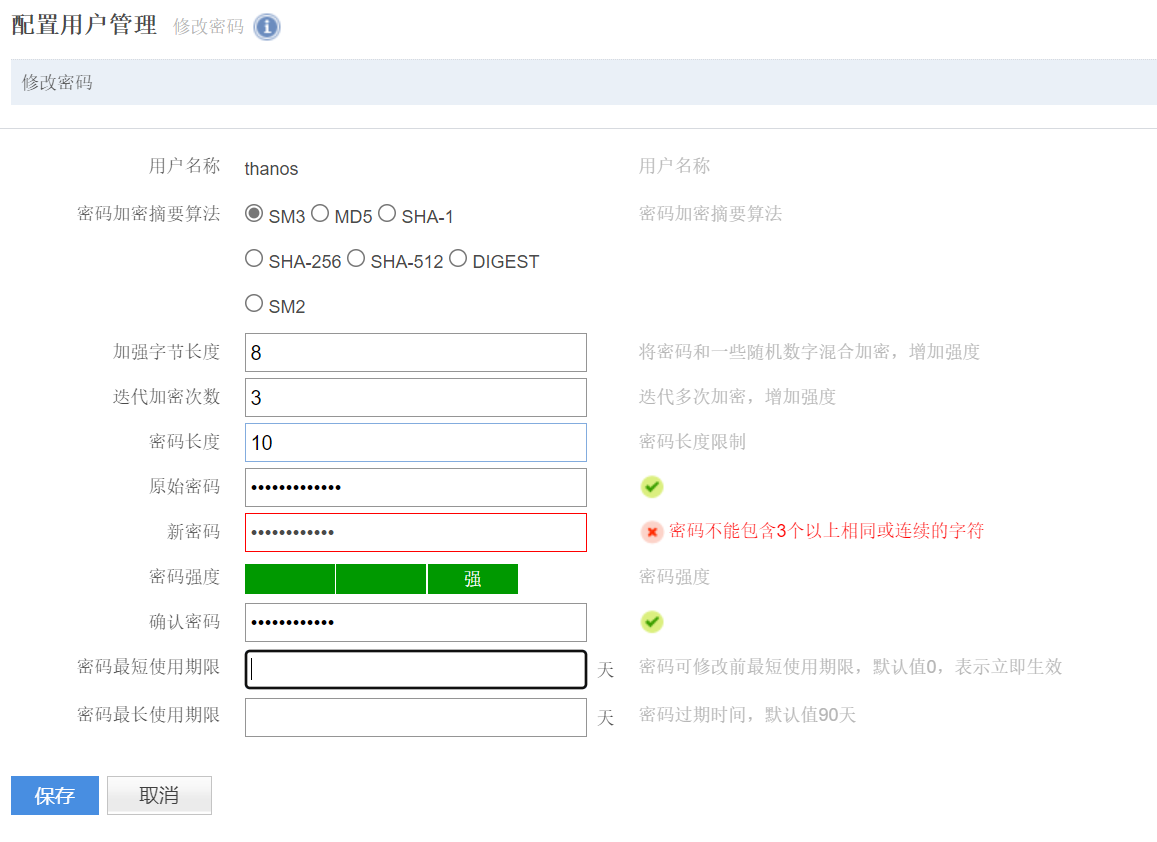 配置用户管理 修改密码
修改密码
用户名称 thanos 用户名称
密码加密摘要算法 SM3 MD5 SHA-1 密码加密摘要算法
SHA-256 SHA-512 DIGEST
SM2
加强字节长度 8 将密码和一些随机数字混合加密，增加强度
迭代加密次数 3 迭代多次加密，增加强度
密码长度 10 密码长度限制
原始密码 •••••••••••••
新密码 •••••••••••• 密码不能包含3个以上相同或连续的字符
密码强度 强 密码强度
确认密码 ••••••••••••
密码最短使用期限 天 密码可修改前最短使用期限，默认值0，表示立即生效
密码最长使用期限 天 密码过期时间，默认值90天
保存 取消